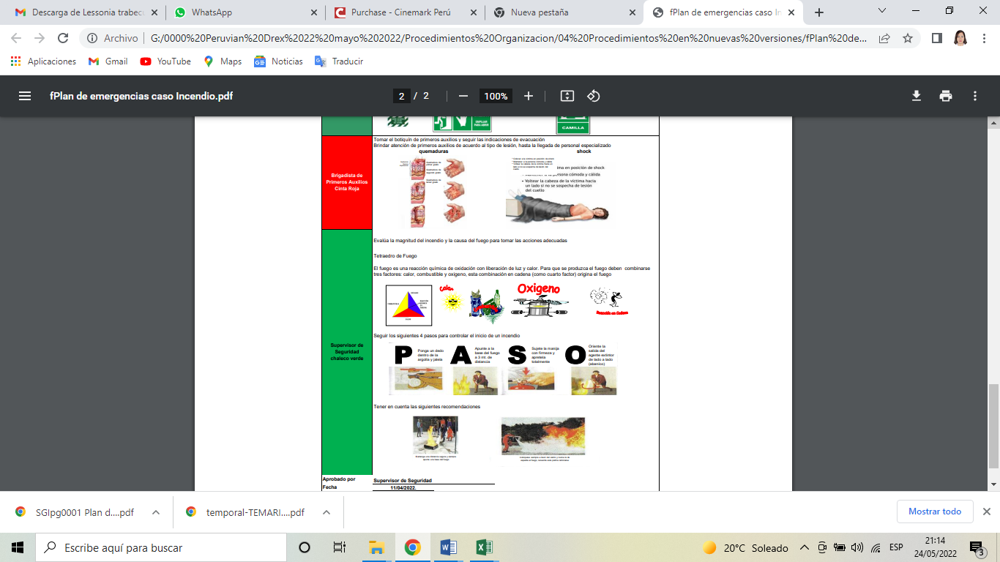 Descarga de Lessonia trabec
WhatsApp
Purchase - Cinemark Perú
Nueva pestaña
fPlan de emergencias caso In
Archivo
G:/0000%20Peruvian%20Drex%2022%20mayo%202022/Procedimientos%20Organizacion/04%20Procedimientos%20en%20nuevas%20versiones/fPlan%20de...
Aplicaciones
Gmail
YouTube
Maps
Noticias
Traducir
fPlan de emergencias caso Incendio.pdf
2 / 2
100%
EMPUJAR
PARA ABRIR
CAMILLA
Brigadista de
Primeros Auxilios
Cinta Roja
Tomar el botiquín de primeros auxilios y seguir las indicaciones de evacuación
Brindar atención de primeros auxilios de acuerdo al tipo de lesión, hasta la llegada de personal especializado
quemaduras
shock
ima en posición de shock
rsona cómoda y cálida
• Voltear la cabeza de la víctima hacia
un lado si no se sospecha de lesión
del cuello
Supervisor de
Seguridad
chaleco verde
Evalúa la magnitud del incendio y la causa del fuego para tomar las acciones adecuadas
Tetraedro de Fuego
El fuego es una reacción química de oxidación con liberación de luz y calor. Para que se produzca el fuego deben combinarse
tres factores: calor, combustible y oxigeno, esta combinación en cadena (como cuarto factor) origina el fuego
Calor
Oxigeno
Reacción en Cadena
Seguir los siguientes 4 pasos para controlar el inicio de un incendio
P
Ponga un dedo
dentro de la
argolla y jálela
A
Apunte a la
base del fuego
a 3 mt. de
distancia
S
Sujete la manija
con firmeza y
apretela
totalmente
O
Oriente la
salida del
agente extintor
de lado a lado
(abanico)
Tener en cuenta las siguientes recomendaciones
Aprobado por
Supervisor de Seguridad
Fecha
11/04/2022.
SGIpg0001 Plan d....pdf
temporal-TEMARI....pdf
Mostrar todo
Escribe aquí para buscar
20°C Soleado
ESP
21:14
24/05/2022
3